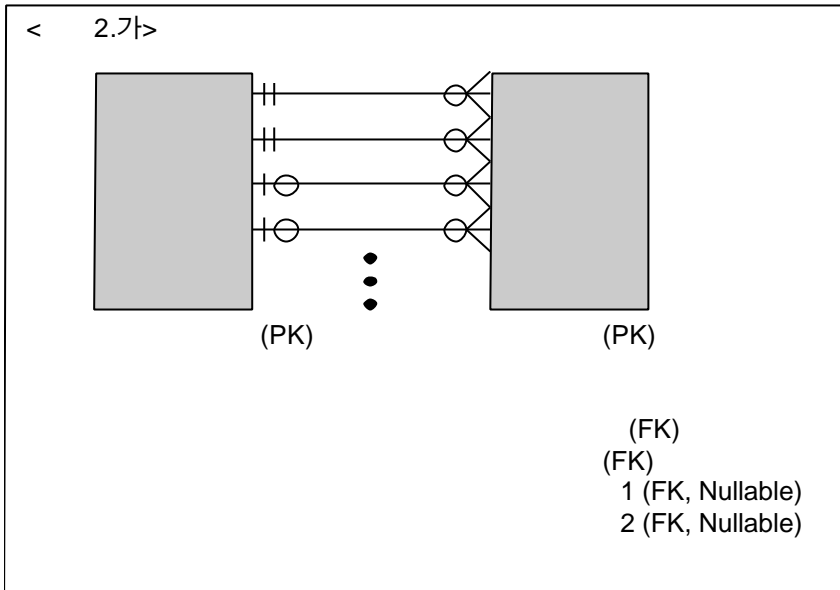 < 2.가>
(PK) (PK)
(FK)
(FK)
1 (FK, Nullable)
2 (FK, Nullable)